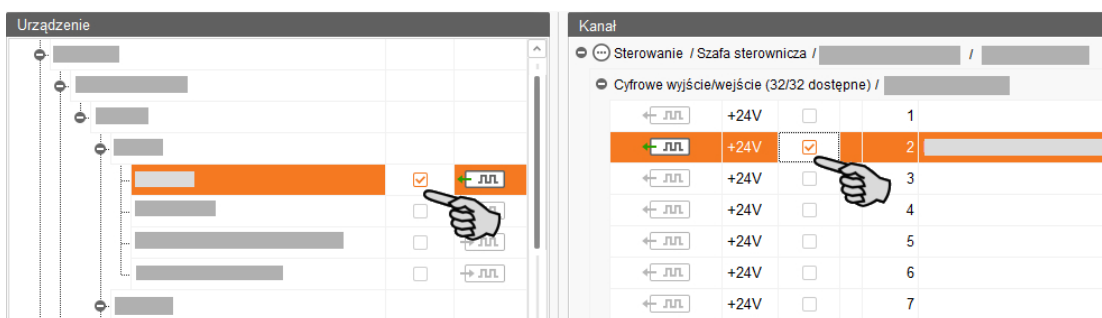 Urządzenie
Kanał
Sterowanie / Szafa sterownicza / /
Cyfrowe wyjście/wejście (32/32 dostępne) /
+24V 1
+24V 2
+24V 3
+24V 4
+24V 5
+24V 6
+24V 7